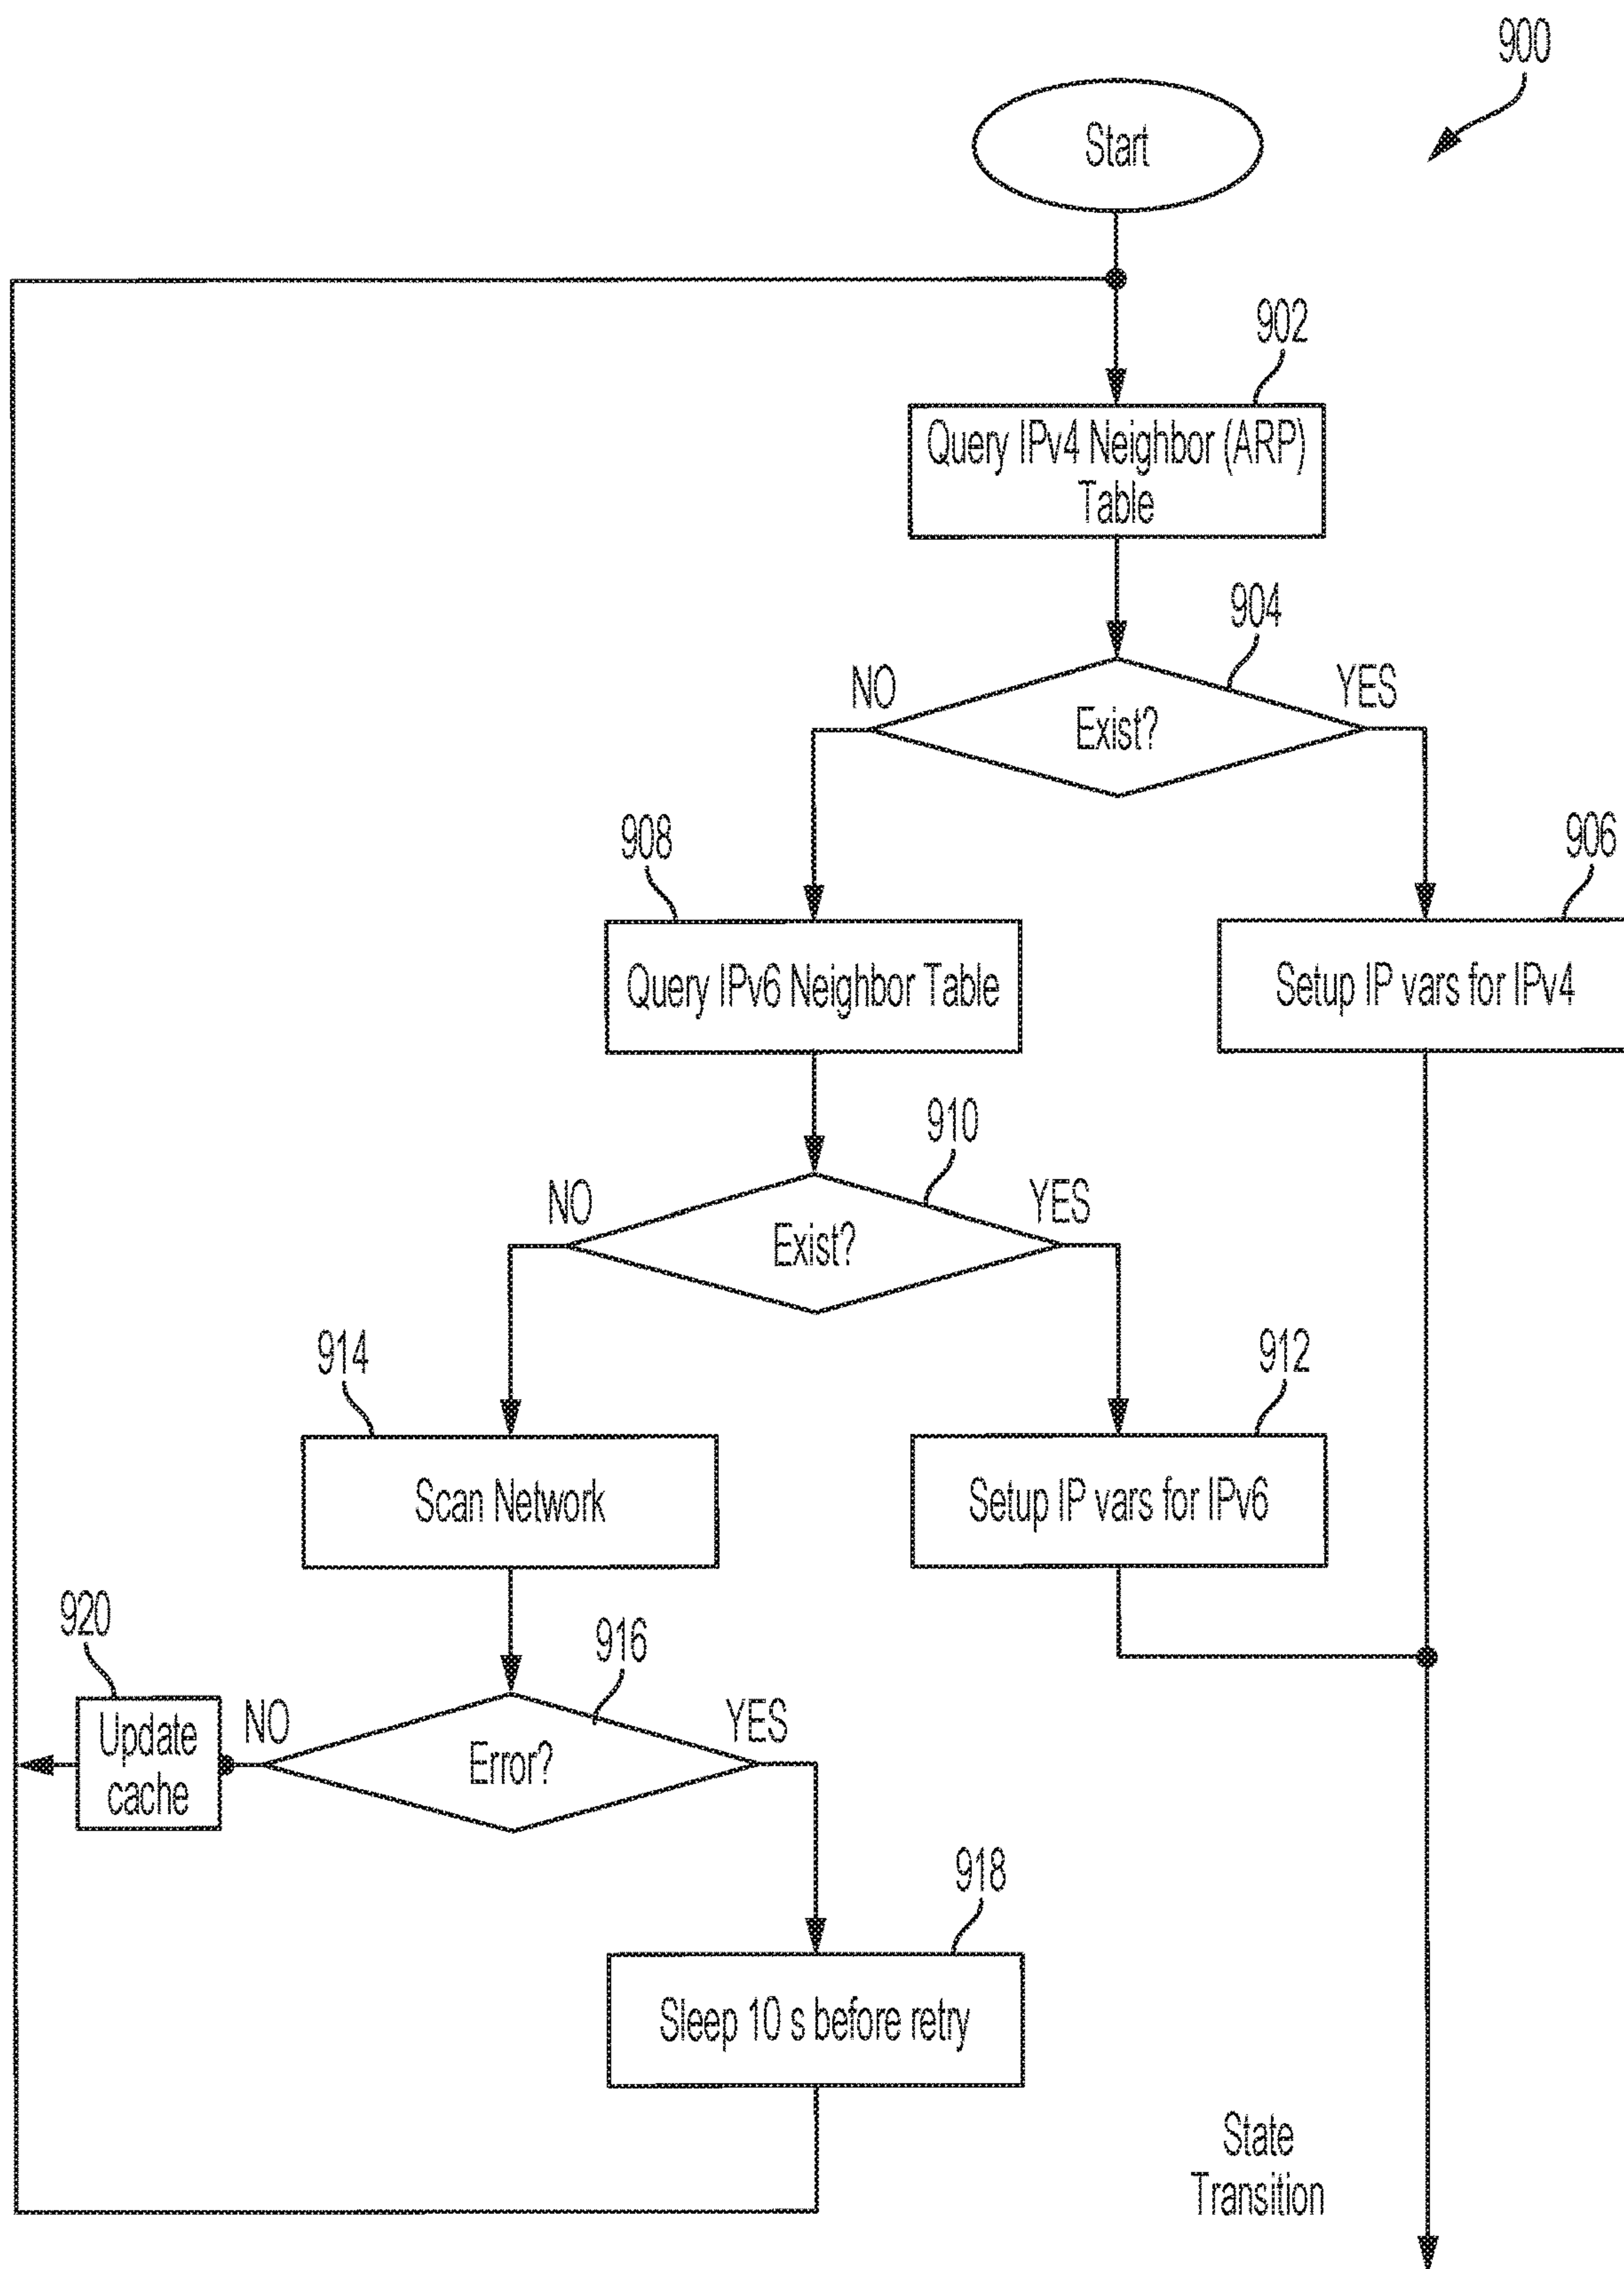 900
Start
902
Query IPv4 Neighbor (ARP)
Table
904
NO
YES
Exist?
908
906
Query IPv6 Neighbor Table
Setup IP vars for IPv4
910
NO
YES
Exist?
914
912
Scan Network
Setup IP vars for IPv6
920
916
Update
cache
NO
YES
Error?
918
Sleep 10 s before retry
State
Transition